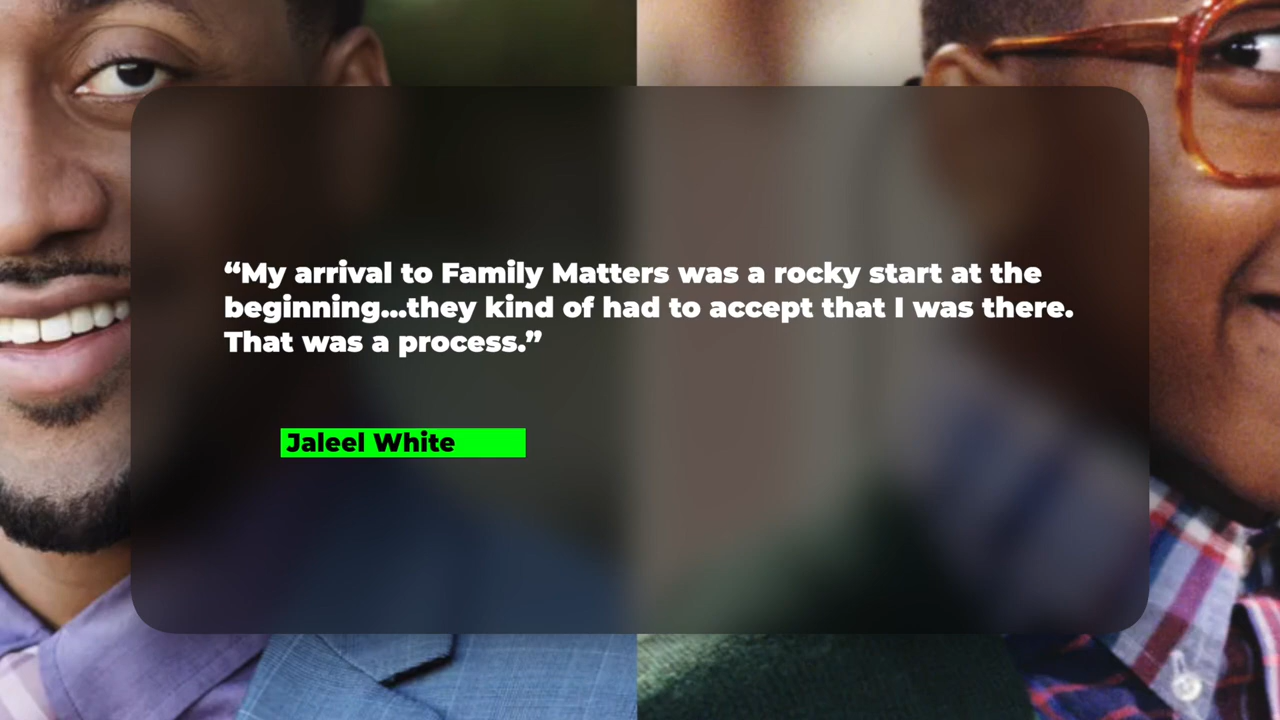 “My arrival to Family Matters was a rocky start at the
beginning...they kind of had to accept that I was there.
That was a process.”
Jaleel White